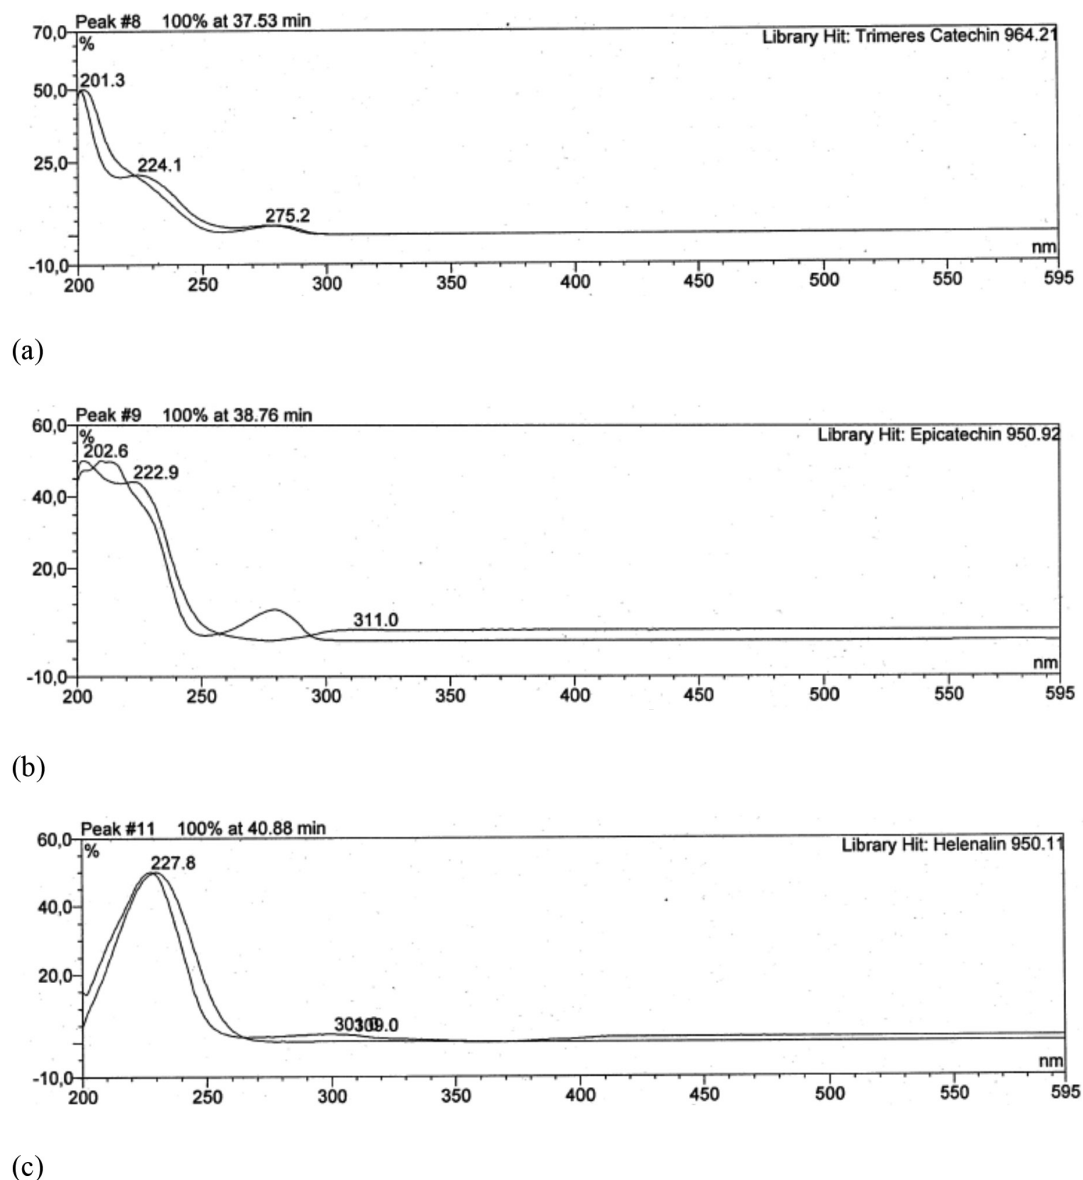 Peak #8 100% at 37.53 min
70,0
%
Library Hit: Trimeres Catechin 964.21
201.3
50,0
224.1
25,0
275.2
nm
-10,0
200 250 300 350 400 450 500 550 595
(a)
Peak #9 100% at 38.76 min
60,0
%
Library Hit: Epicatechin 950.92
202.6
222.9
40,0
20,0
311.0
nm
-10,0
200 250 300 350 400 450 500 550 595
(b)
Peak #11 100% at 40.88 min
60,0
%
Library Hit: Helenalin 950.11
227.8
40,0
20,0
309.0
nm
-10,0
200 250 300 350 400 450 500 550 595
(c)